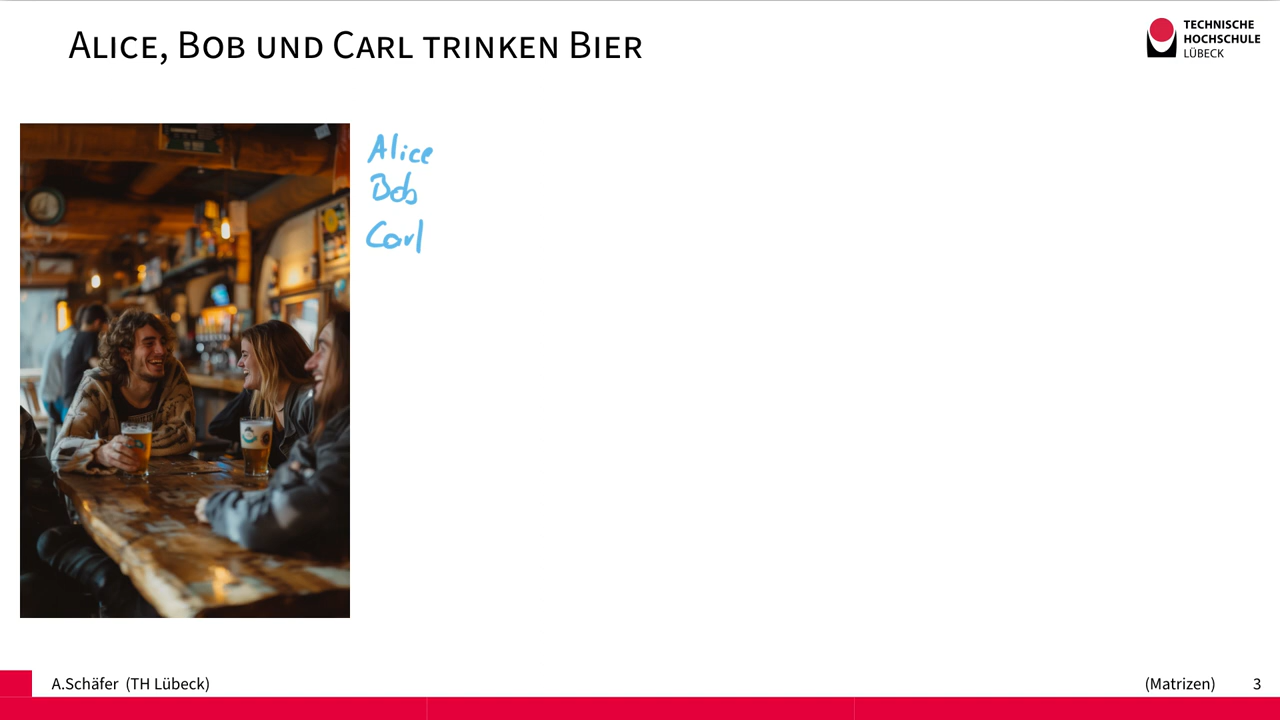 Alice, Bob und Carl trinken Bier
TECHNISCHE
HOCHSCHULE
LÜBECK
Alice
Bob
Carl
A.Schäfer (TH Lübeck)
(Matrizen) 3